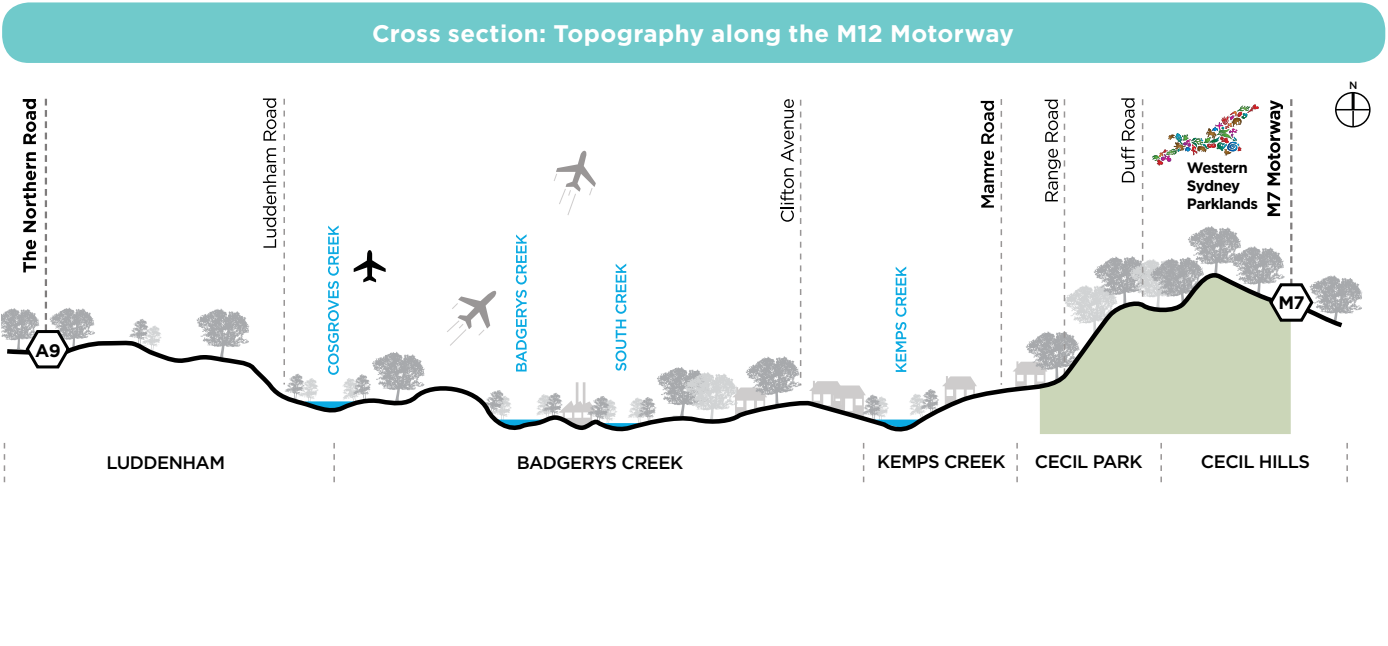 Cross section: Topography along the M12 Motorway
The Northern Road
Luddenham Road
COSGROVES CREEK
BADGERYS CREEK
SOUTH CREEK
Clifton Avenue
KEMPS CREEK
Mamre Road
Range Road
Duff Road
Western
Sydney
Parklands
M7 Motorway
N
A9
M7
LUDDENHAM
BADGERYS CREEK
KEMPS CREEK
CECIL PARK
CECIL HILLS